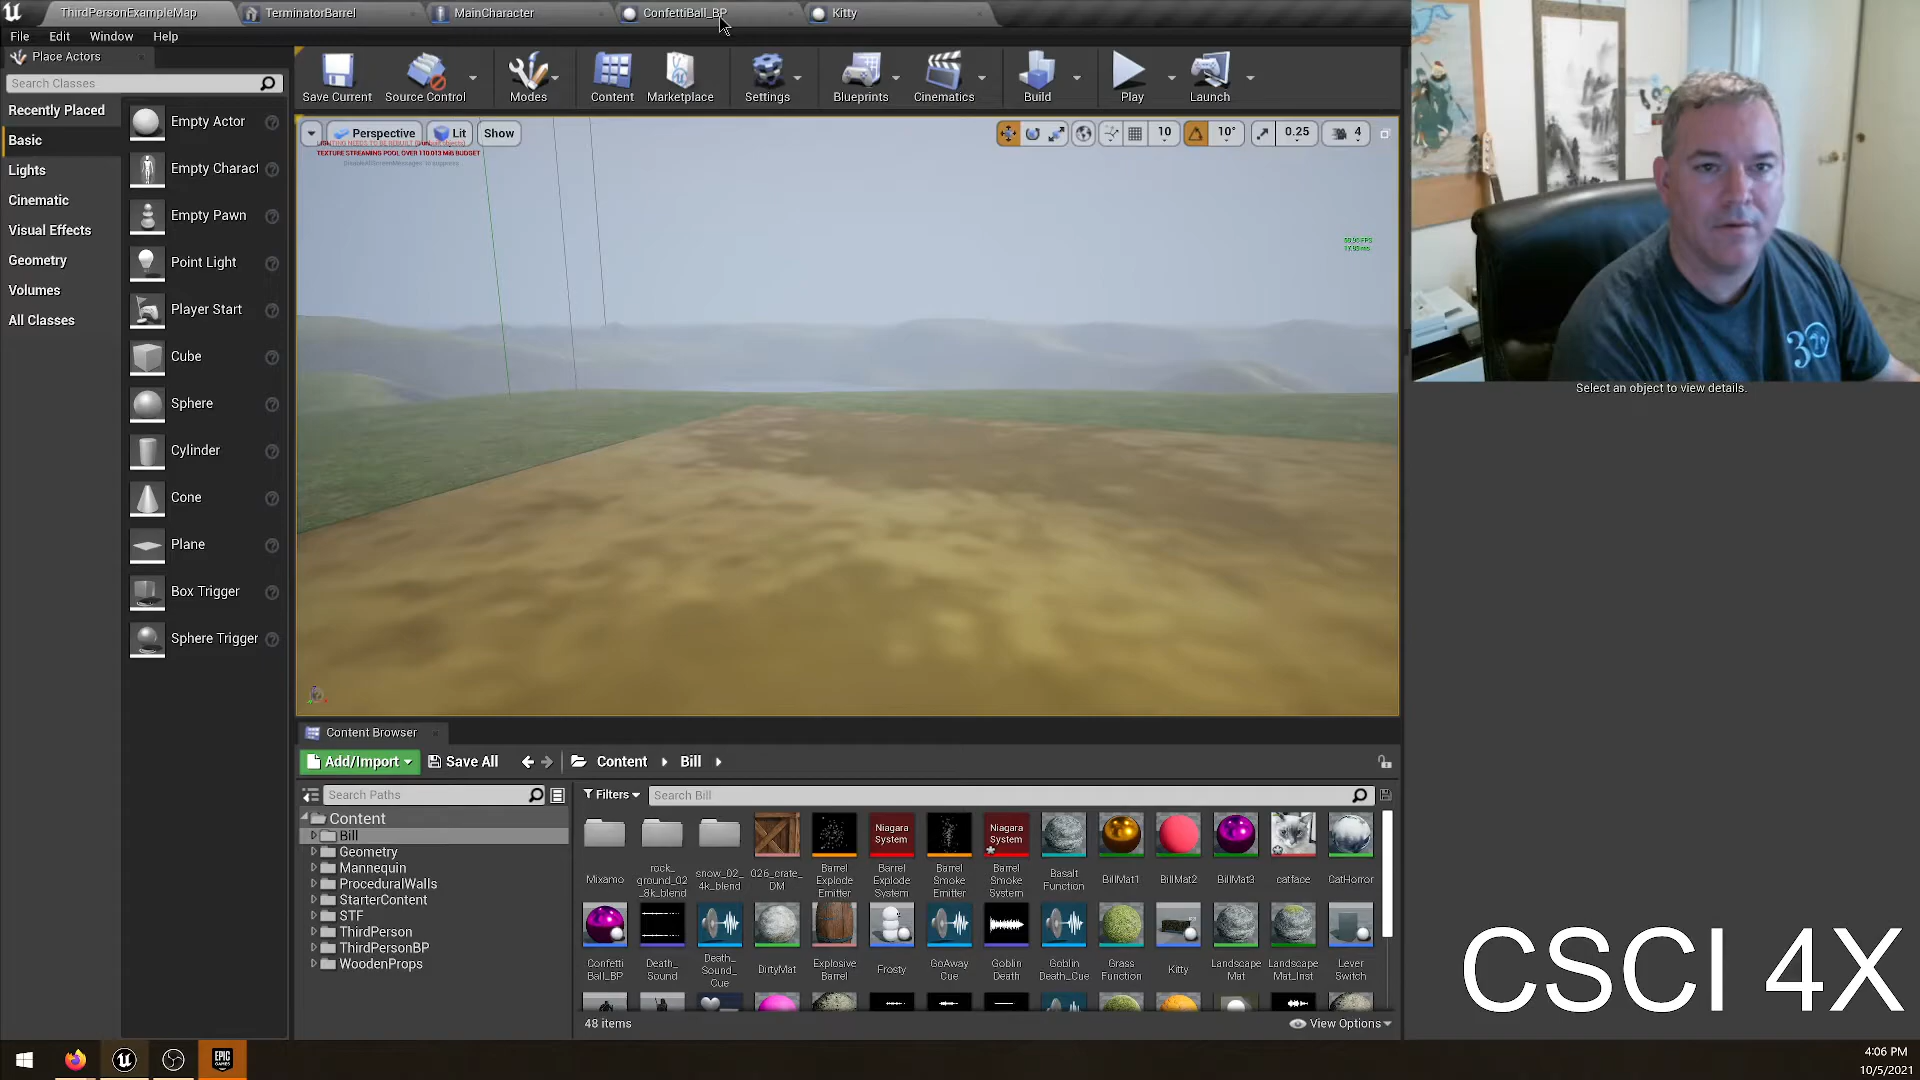 ThirdPersonExampleMap
TerminatorBarrel
MainCharacter
ConfettiBall_BP
Kitty
File Edit Window Help
Place Actors
Search Classes
Recently Placed
Basic
Lights
Cinematic
Visual Effects
Geometry
Volumes
All Classes
Empty Actor
Empty Charact
Empty Pawn
Point Light
Player Start
Cube
Sphere
Cylinder
Cone
Plane
Box Trigger
Sphere Trigger
Save Current
Source Control
Modes
Content
Marketplace
Settings
Blueprints
Cinematics
Build
Play
Launch
Perspective Lit Show
10 10° 0.25 4
TEXTURE STREAMING POOL OVER 110.013 MiB BUDGET
Select an object to view details.
Content Browser
Add/Import Save All Content Bill
Search Paths
Filters Search Bill
Content
Bill
Geometry
Mannequin
ProceduralWalls
StarterContent
STF
ThirdPerson
ThirdPersonBP
WoodenProps
Niagara System
Niagara System
Mixamo
rock_ground_02_8k_blend
snow_02_4k_blend
026_crate_DM
Barrel Explode Emitter
Barrel Explode System
Barrel Smoke Emitter
Barrel Smoke System
Basalt Function
BillMat1
BillMat2
BillMat3
catface
CatHorror
Confetti Ball_BP
Death_Sound
Death_Sound_Cue
DirtyMat
Explosive Barrel
Frosty
GoAway Cue
Goblin Death
Goblin Death_Cue
Grass Function
Kitty
Landscape Mat
Landscape Mat_Inst
Lever Switch
48 items
View Options
CSCI 4X
EPIC GAMES
4:06 PM
10/5/2021